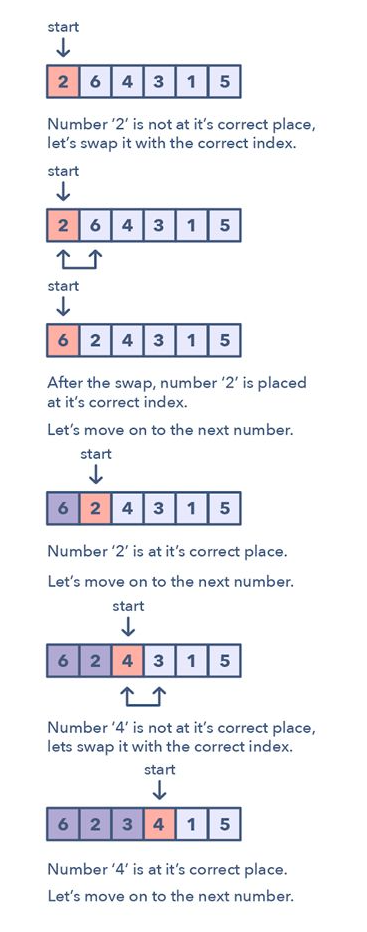 start
2 6 4 3 1 5
Number ‘2’ is not at it’s correct place,
let’s swap it with the correct index.
start
2 6 4 3 1 5
start
6 2 4 3 1 5
After the swap, number ‘2’ is placed
at it’s correct index.
Let’s move on to the next number.
start
6 2 4 3 1 5
Number ‘2’ is at it’s correct place.
Let’s move on to the next number.
start
6 2 4 3 1 5
Number ‘4’ is not at it’s correct place,
lets swap it with the correct index.
start
6 2 3 4 1 5
Number ‘4’ is at it’s correct place.
Let’s move on to the next number.